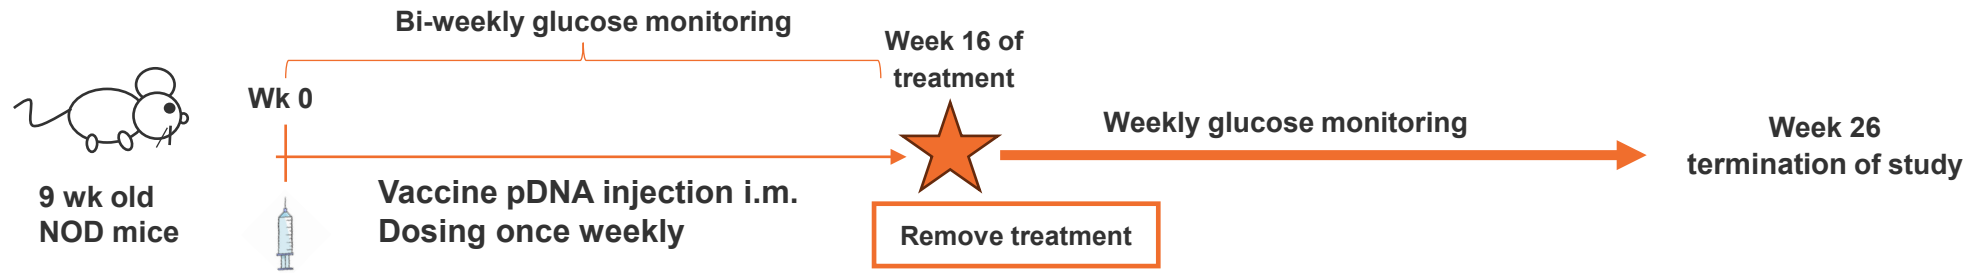 Bi-weekly glucose monitoring
Week 16 of
treatment
Wk 0
Weekly glucose monitoring
Week 26
termination of study
9 wk old
NOD mice
Vaccine pDNA injection i.m.
Dosing once weekly
Remove treatment